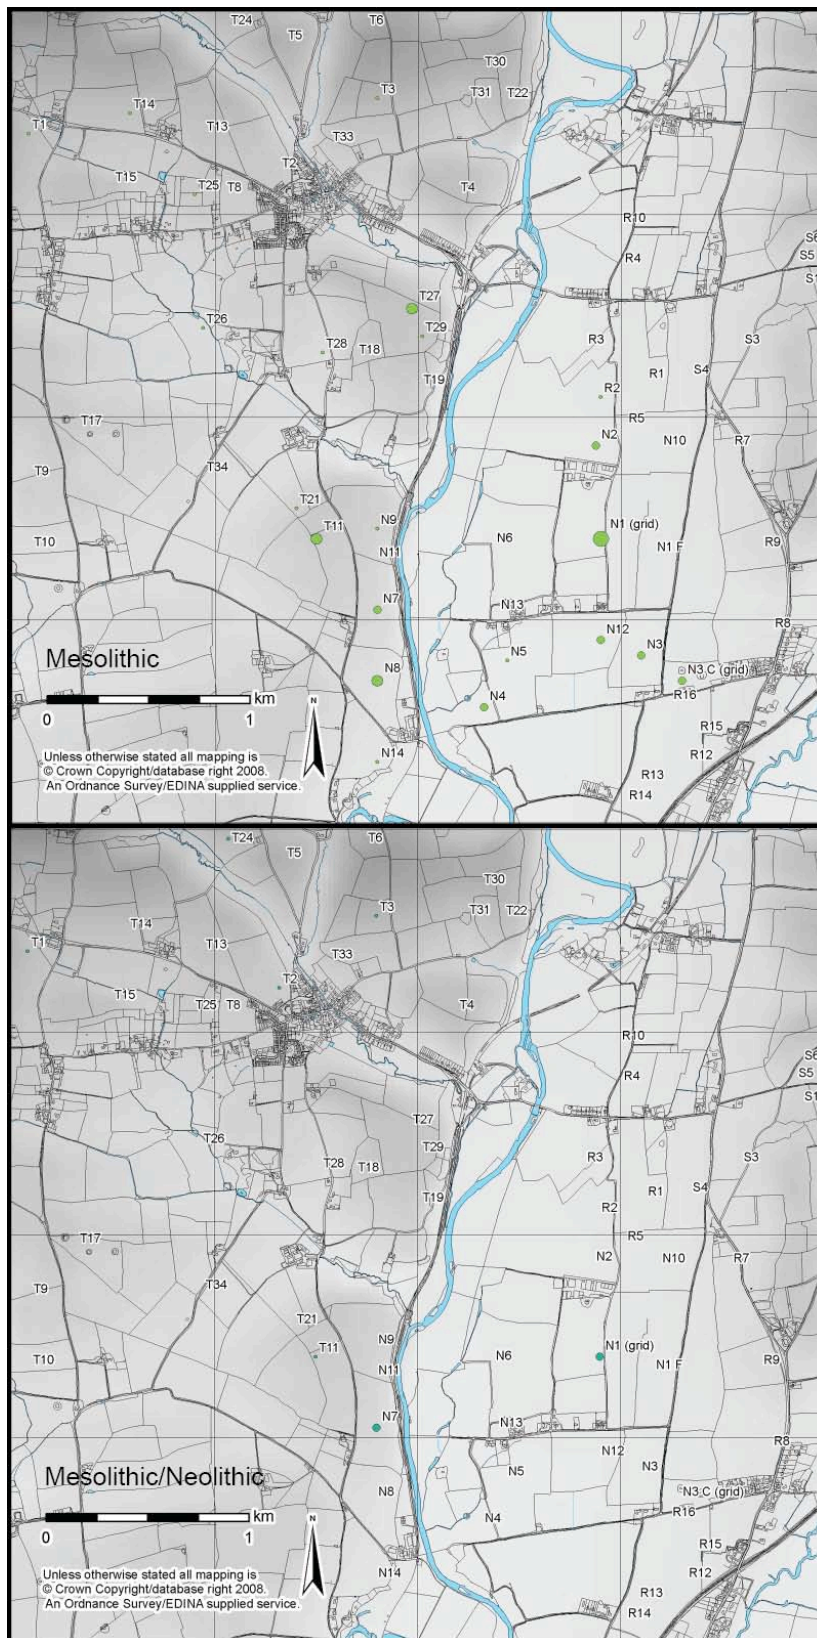 T24
T6
T5
T30
T3
T31
T22
T14
T1
T13
T33
T2
T15
T25
T8
T4
R10
S6
R4
S5
S1
T27
T26
T29
R3
S3
T28
T18
R1
S4
T19
R2
R5
T17
N2
N10
R7
T9
T34
T21
T11
N9
N1 (grid)
T10
N11
N6
N1 F
R9
N7
N13
R8
N12
N3
Mesolithic
N5
N8
N3 C (grid)
N4
R16
km
0 1
R15
N14
R12
Unless otherwise stated all mapping is
© Crown Copyright/database right 2008.
An Ordnance Survey/EDINA supplied service.
N
R13
R14
T24
T6
T5
T30
T3
T31
T22
T14
T1
T13
T33
T2
T15
T25
T8
T4
R10
S6
R4
S5
S1
T27
T26
T29
R3
S3
T28
T18
R1
S4
T19
R2
R5
T17
N2
N10
R7
T9
T34
T21
T11
N9
N1 (grid)
T10
N11
N6
N1 F
R9
N7
N13
R8
N12
N3
Mesolithic/Neolithic
N5
N8
N3 C (grid)
N4
R16
km
0 1
R15
N14
R12
Unless otherwise stated all mapping is
© Crown Copyright/database right 2008.
An Ordnance Survey/EDINA supplied service.
N
R13
R14